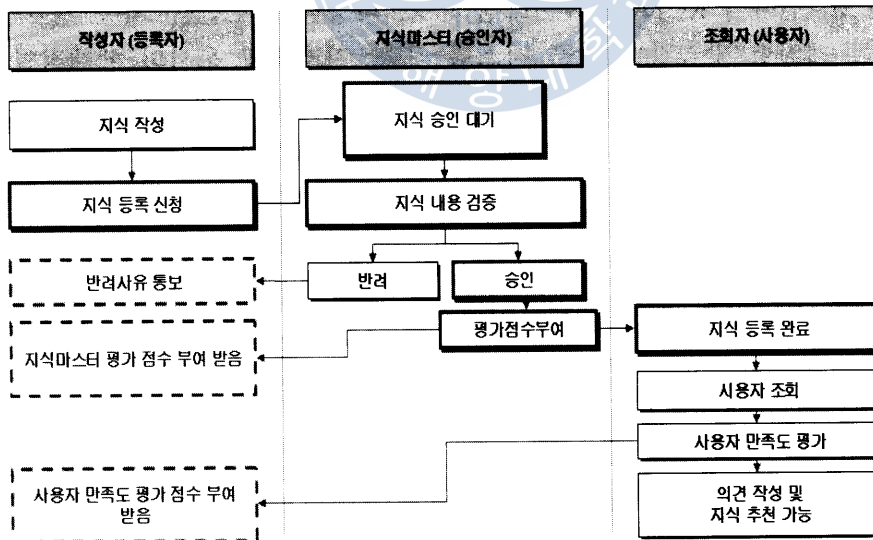 작성자 (등록자)
지식마스터 (승인자)
조회자 (사용자)
해양대학
지식 작성
지식 승인 대기
지식 등록 신청
지식 내용 검증
반려사유 통보
반려
승인
평가점수부여
지식 등록 완료
지식마스터 평가 점수 부여 받음
사용자 조회
사용자 만족도 평가
사용자 만족도 평가 점수 부여
받음
의견 작성 및
지식 추천 가능